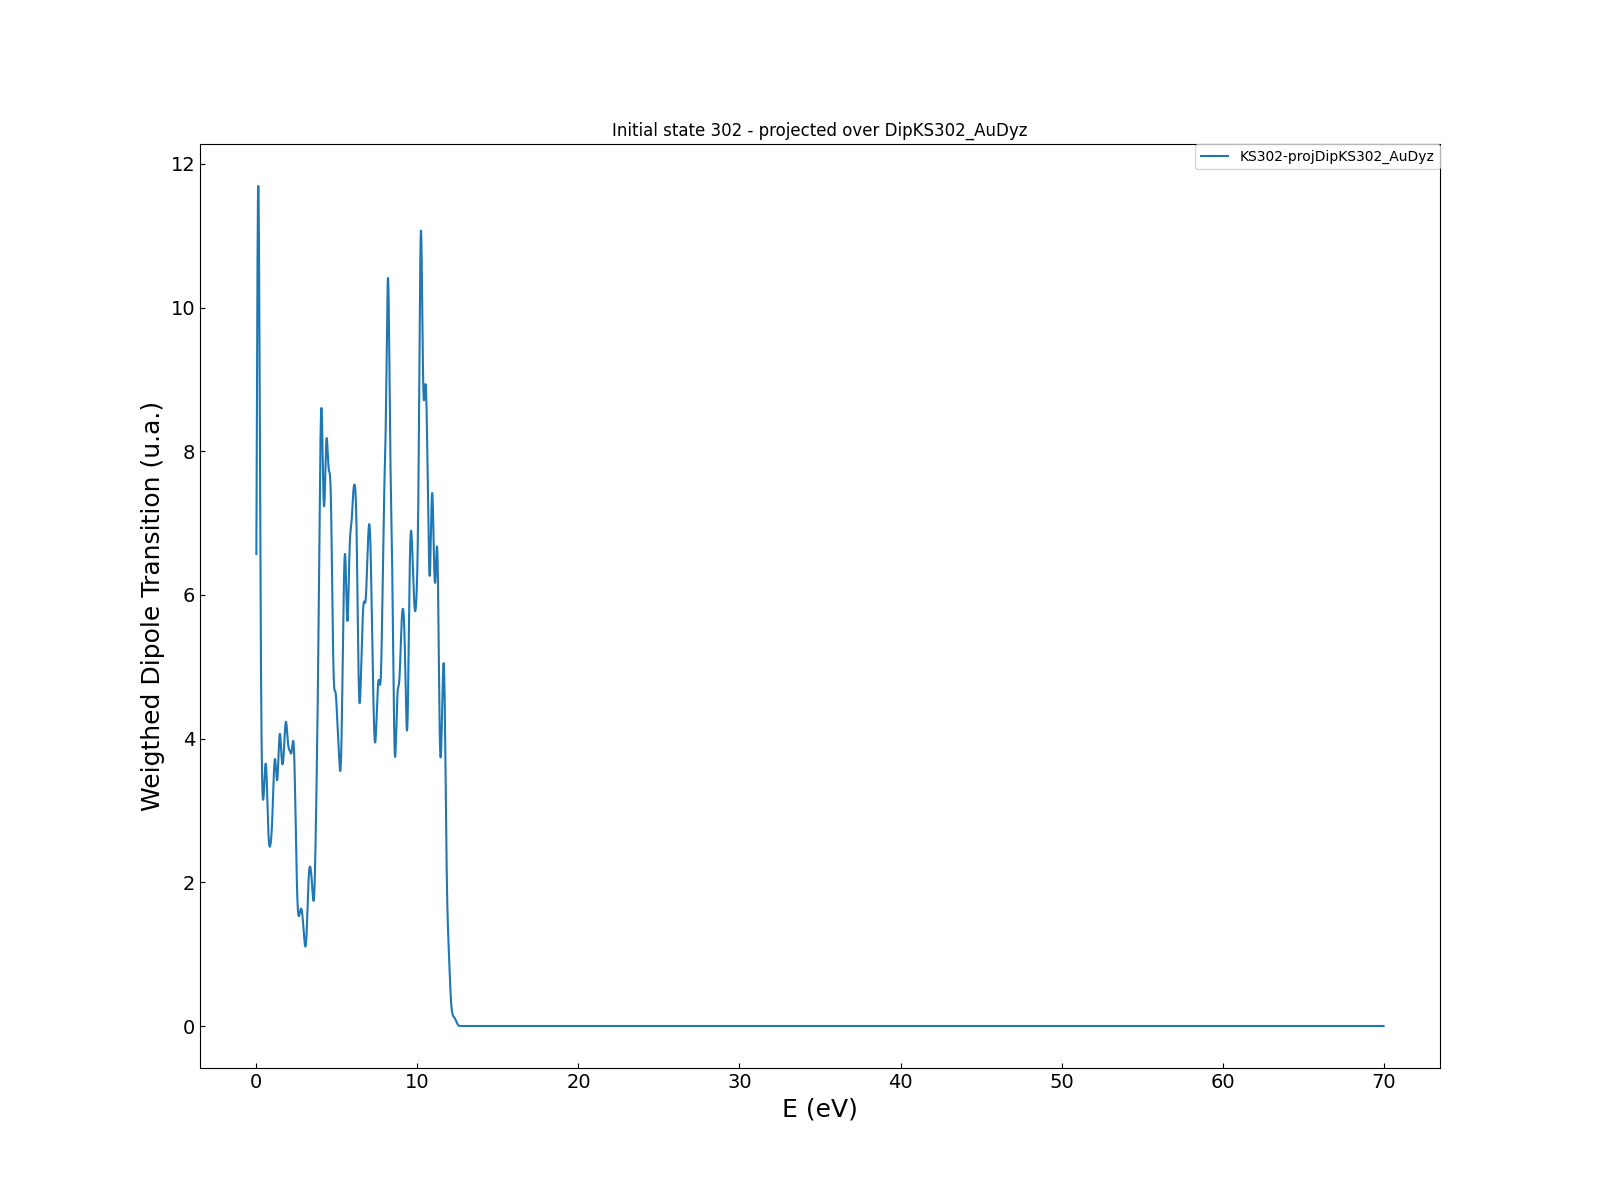 Initial state 302 - projected over DipKS302_AuDyz
KS302-projDipKS302_AuDyz
Weigthed Dipole Transition (u.a.)
12
10
8
6
4
2
0
0 10 20 30 40 50 60 70
E (eV)